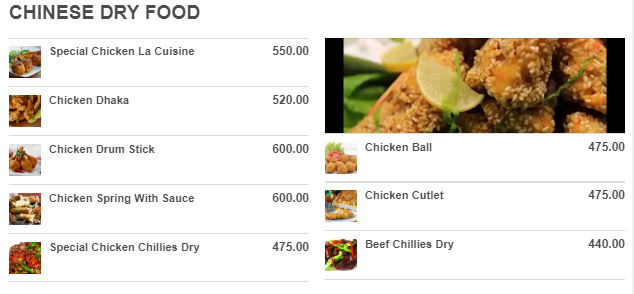 CHINESE DRY FOOD
Special Chicken La Cuisine 550.00
Chicken Dhaka 520.00
Chicken Drum Stick 600.00
Chicken Spring With Sauce 600.00
Special Chicken Chillies Dry 475.00
Chicken Ball 475.00
Chicken Cutlet 475.00
Beef Chillies Dry 440.00